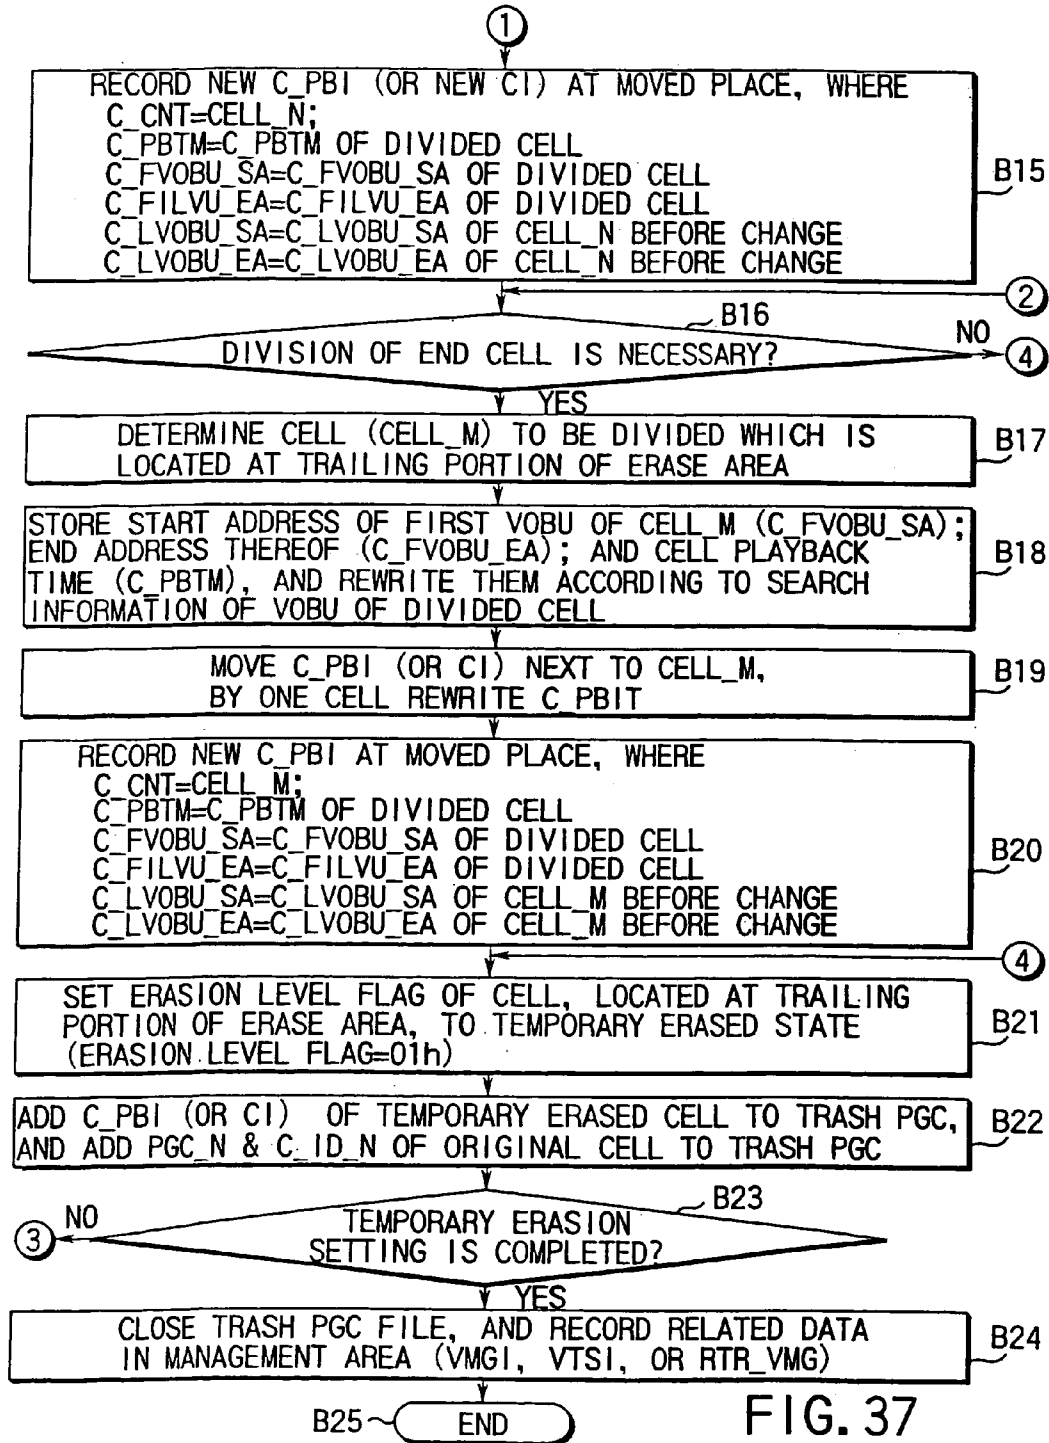 1
RECORD NEW C_PBI (OR NEW CI) AT MOVED PLACE, WHERE
C_CNT=CELL_N;
C_PBTM=C_PBTM OF DIVIDED CELL
C_FVOBU_SA=C_FVOBU_SA OF DIVIDED CELL
C_FILVU_EA=C_FILVU_EA OF DIVIDED CELL
C_LVOBU_SA=C_LVOBU_SA OF CELL_N BEFORE CHANGE
C_LVOBU_EA=C_LVOBU_EA OF CELL_N BEFORE CHANGE
B15
2
B16
DIVISION OF END CELL IS NECESSARY?
NO
4
YES
DETERMINE CELL (CELL_M) TO BE DIVIDED WHICH IS
LOCATED AT TRAILING PORTION OF ERASE AREA
B17
STORE START ADDRESS OF FIRST VOBU OF CELL_M (C_FVOBU_SA);
END ADDRESS THEREOF (C_FVOBU_EA); AND CELL PLAYBACK
TIME (C_PBTM), AND REWRITE THEM ACCORDING TO SEARCH
INFORMATION OF VOBU OF DIVIDED CELL
B18
MOVE C_PBI (OR CI) NEXT TO CELL_M,
BY ONE CELL REWRITE C_PBIT
B19
RECORD NEW C_PBI AT MOVED PLACE, WHERE
C_CNT=CELL_M;
C_PBTM=C_PBTM OF DIVIDED CELL
C_FVOBU_SA=C_FVOBU_SA OF DIVIDED CELL
C_FILVU_EA=C_FILVU_EA OF DIVIDED CELL
C_LVOBU_SA=C_LVOBU_SA OF CELL_M BEFORE CHANGE
C_LVOBU_EA=C_LVOBU_EA OF CELL_M BEFORE CHANGE
B20
4
SET ERASION LEVEL FLAG OF CELL, LOCATED AT TRAILING
PORTION OF ERASE AREA, TO TEMPORARY ERASED STATE
(ERASION LEVEL FLAG=01h)
B21
ADD C_PBI (OR CI) OF TEMPORARY ERASED CELL TO TRASH PGC,
AND ADD PGC_N & C_ID_N OF ORIGINAL CELL TO TRASH PGC
B22
B23
NO
3
TEMPORARY ERASION
SETTING IS COMPLETED?
YES
CLOSE TRASH PGC FILE, AND RECORD RELATED DATA
IN MANAGEMENT AREA (VMGI, VTSI, OR RTR_VMG)
B24
B25
END
FIG. 37